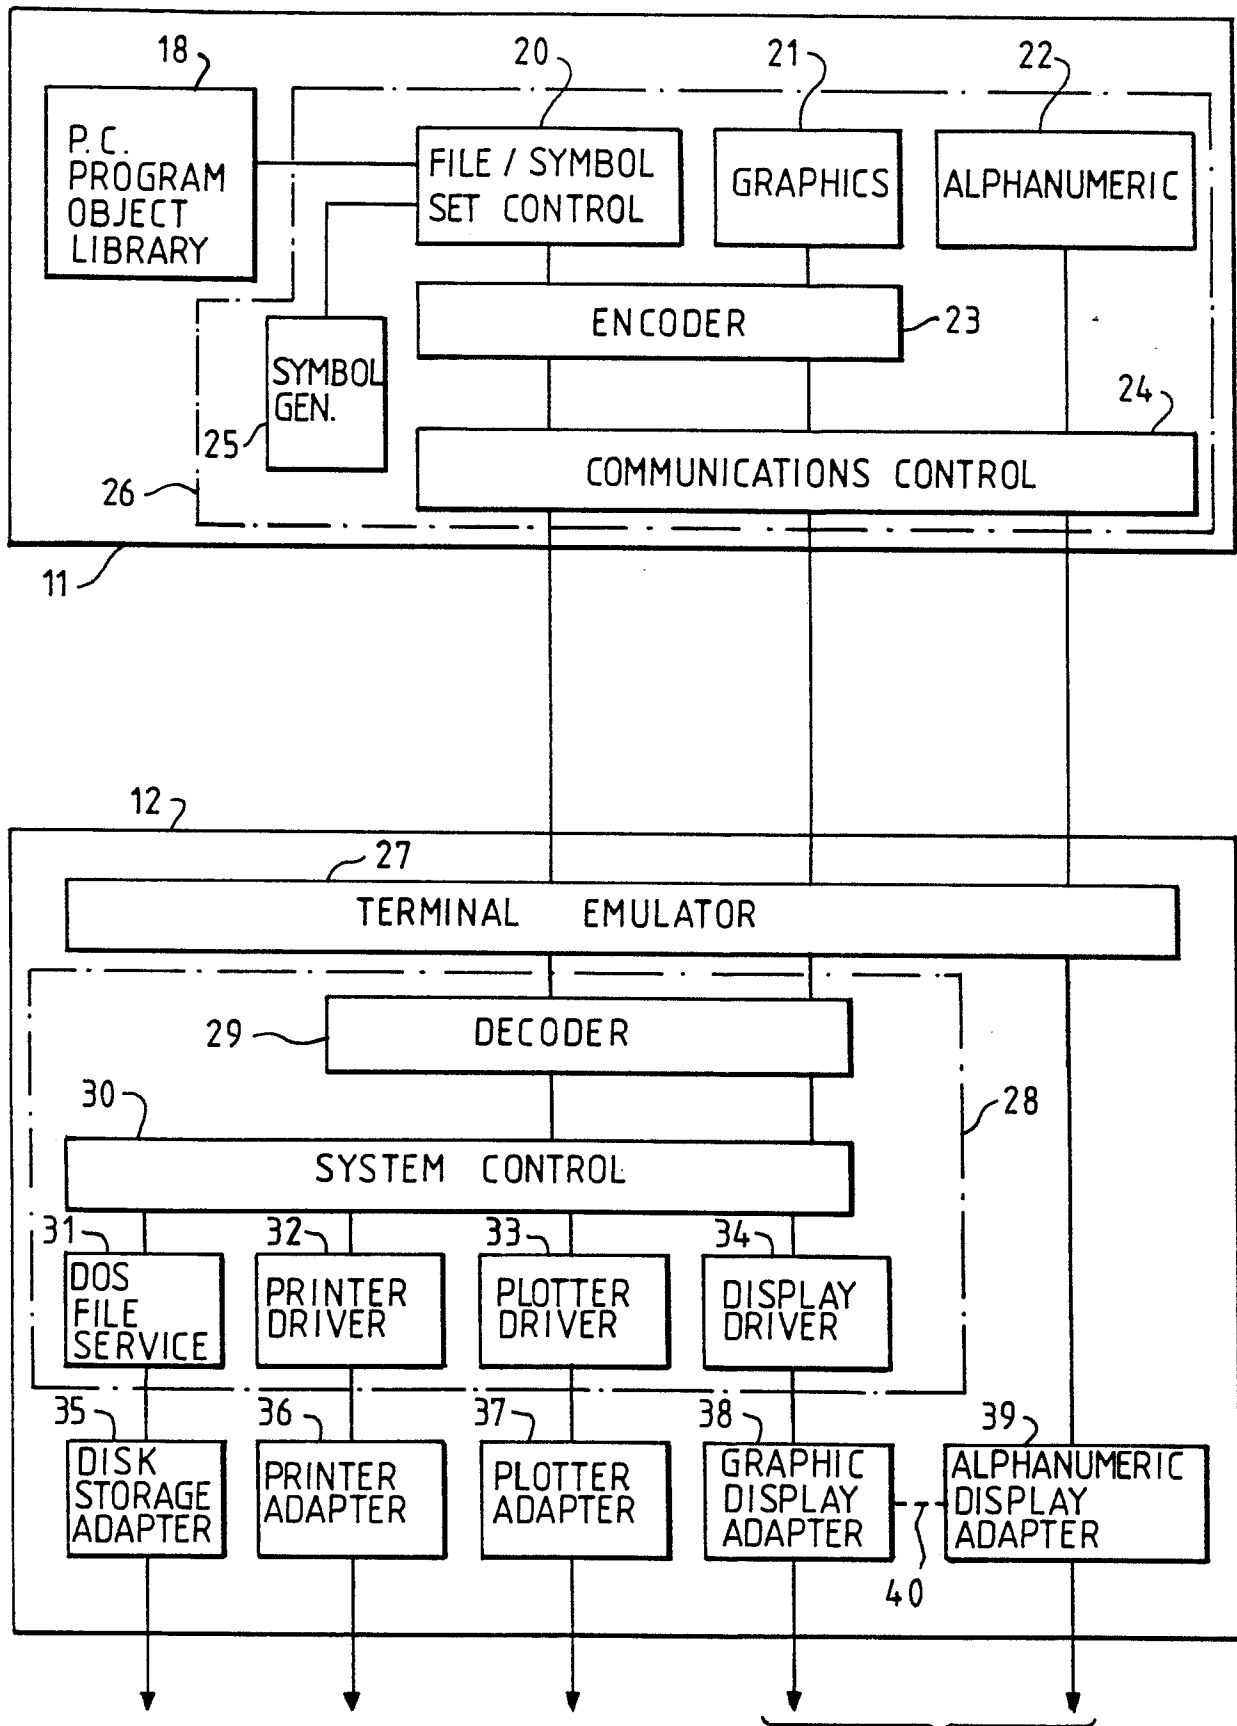 18
20
21
22
P.C.
PROGRAM
OBJECT
LIBRARY
FILE / SYMBOL
SET CONTROL
GRAPHICS
ALPHANUMERIC
ENCODER
23
SYMBOL
GEN.
25
24
COMMUNICATIONS CONTROL
26
11
12
27
TERMINAL EMULATOR
DECODER
29
28
30
SYSTEM CONTROL
31
32
33
34
DOS
FILE
SERVICE
PRINTER
DRIVER
PLOTTER
DRIVER
DISPLAY
DRIVER
35
36
37
38
39
DISK
STORAGE
ADAPTER
PRINTER
ADAPTER
PLOTTER
ADAPTER
GRAPHIC
DISPLAY
ADAPTER
ALPHANUMERIC
DISPLAY
ADAPTER
40